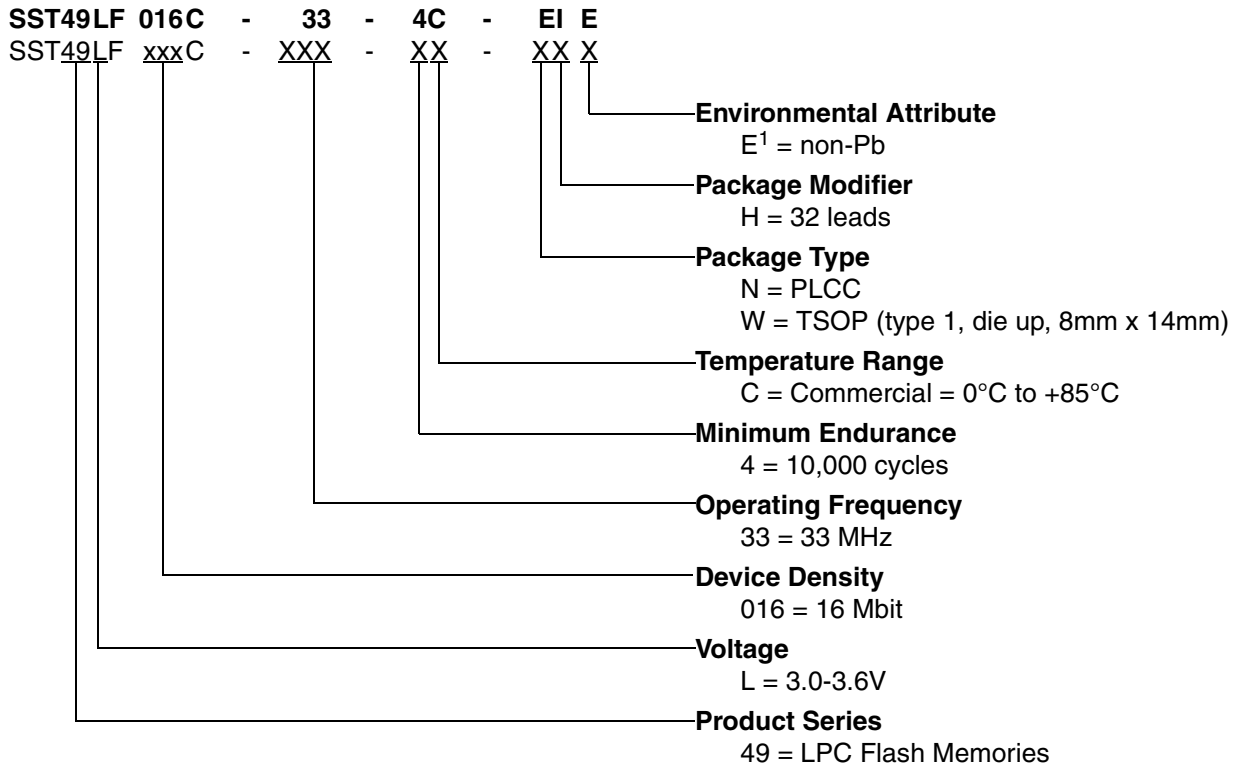 SST49LF 016C - 33 - 4C - EI E
SST49LF xxxC - XXX - XX - XX X
Environmental Attribute
E1 = non-Pb
Package Modifier
H = 32 leads
Package Type
N = PLCC
W = TSOP (type 1, die up, 8mm x 14mm)
Temperature Range
C = Commercial = 0°C to +85°C
Minimum Endurance
4 = 10,000 cycles
Operating Frequency
33 = 33 MHz
Device Density
016 = 16 Mbit
Voltage
L = 3.0-3.6V
Product Series
49 = LPC Flash Memories